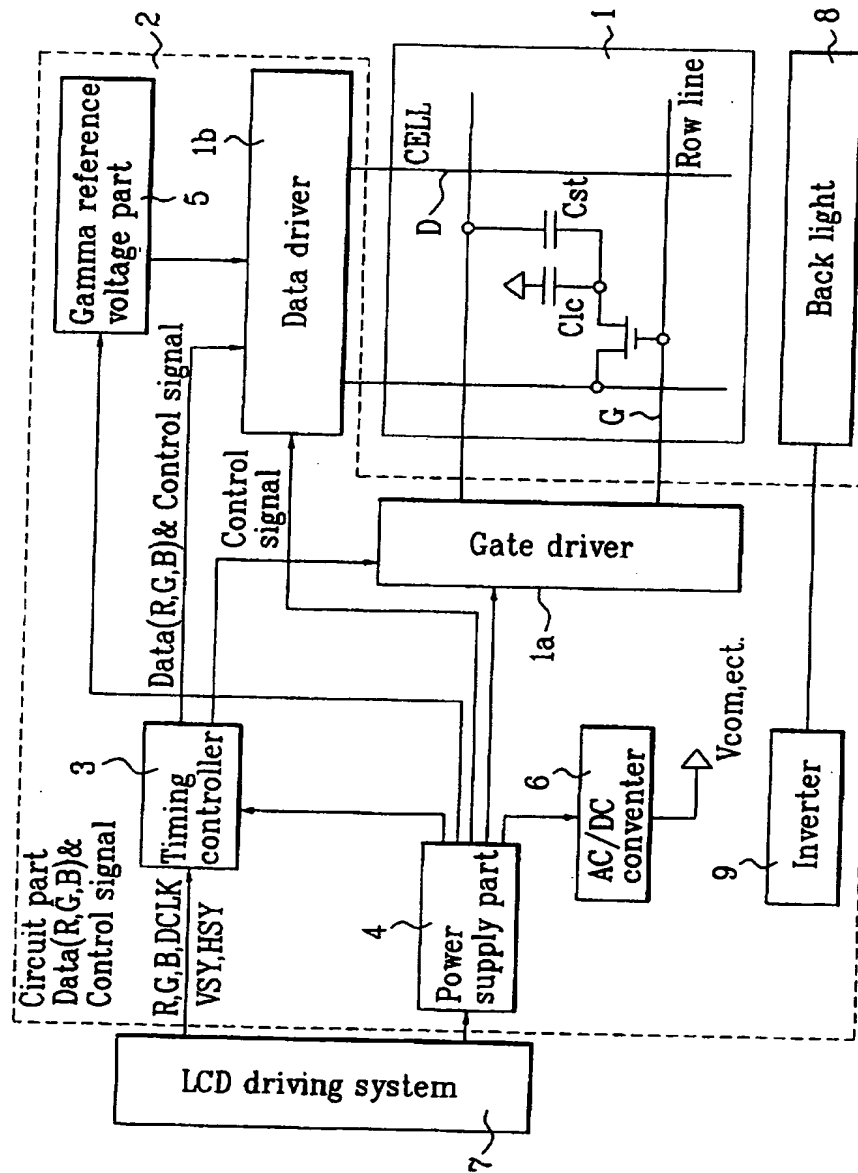 Circuit part
Data(R,G,B)&
Control signal
2
R,G,B,DCLK
VSY,HSY
3
Timing
controller
Data(R,G,B)& Control signal
Control
signal
Gamma reference
voltage part
5
1b
Data driver
LCD driving system
7
4
Power
supply part
6
AC/DC
conventer
Vcom,ect.
Gate driver
1a
1
CELL
D
Cst
Clc
G
Row line
9
Inverter
Back light
8